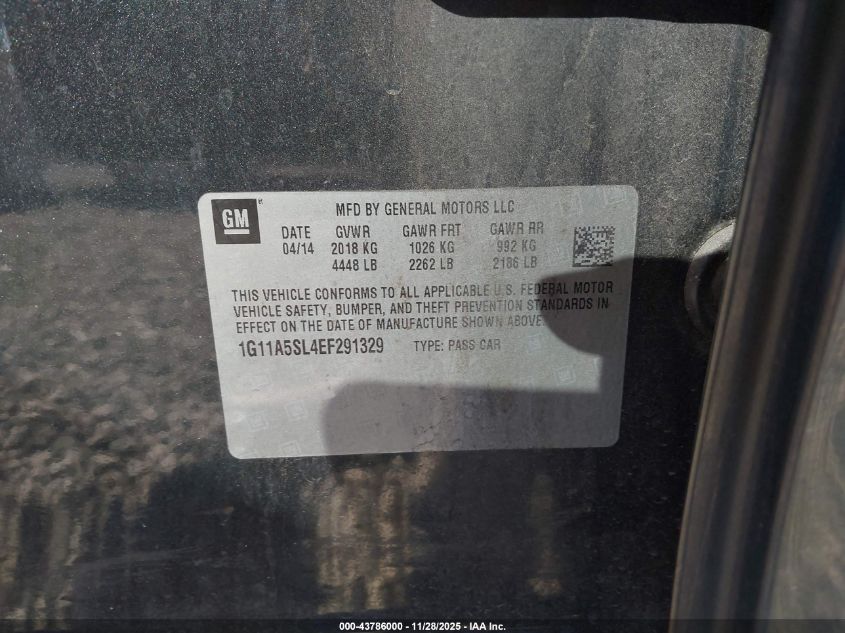 GM
MFD BY GENERAL MOTORS LLC
DATE GVWR GAWR FRT GAWR RR
04/14 2018 KG 1026 KG 992 KG
4448 LB 2262 LB 2186 LB
THIS VEHICLE CONFORMS TO ALL APPLICABLE U.S. FEDERAL MOTOR
VEHICLE SAFETY, BUMPER, AND THEFT PREVENTION STANDARDS IN
EFFECT ON THE DATE OF MANUFACTURE SHOWN ABOVE.
1G11A5SL4EF291329 TYPE: PASS CAR
000-43786000 - 11/28/2025 - IAA Inc.